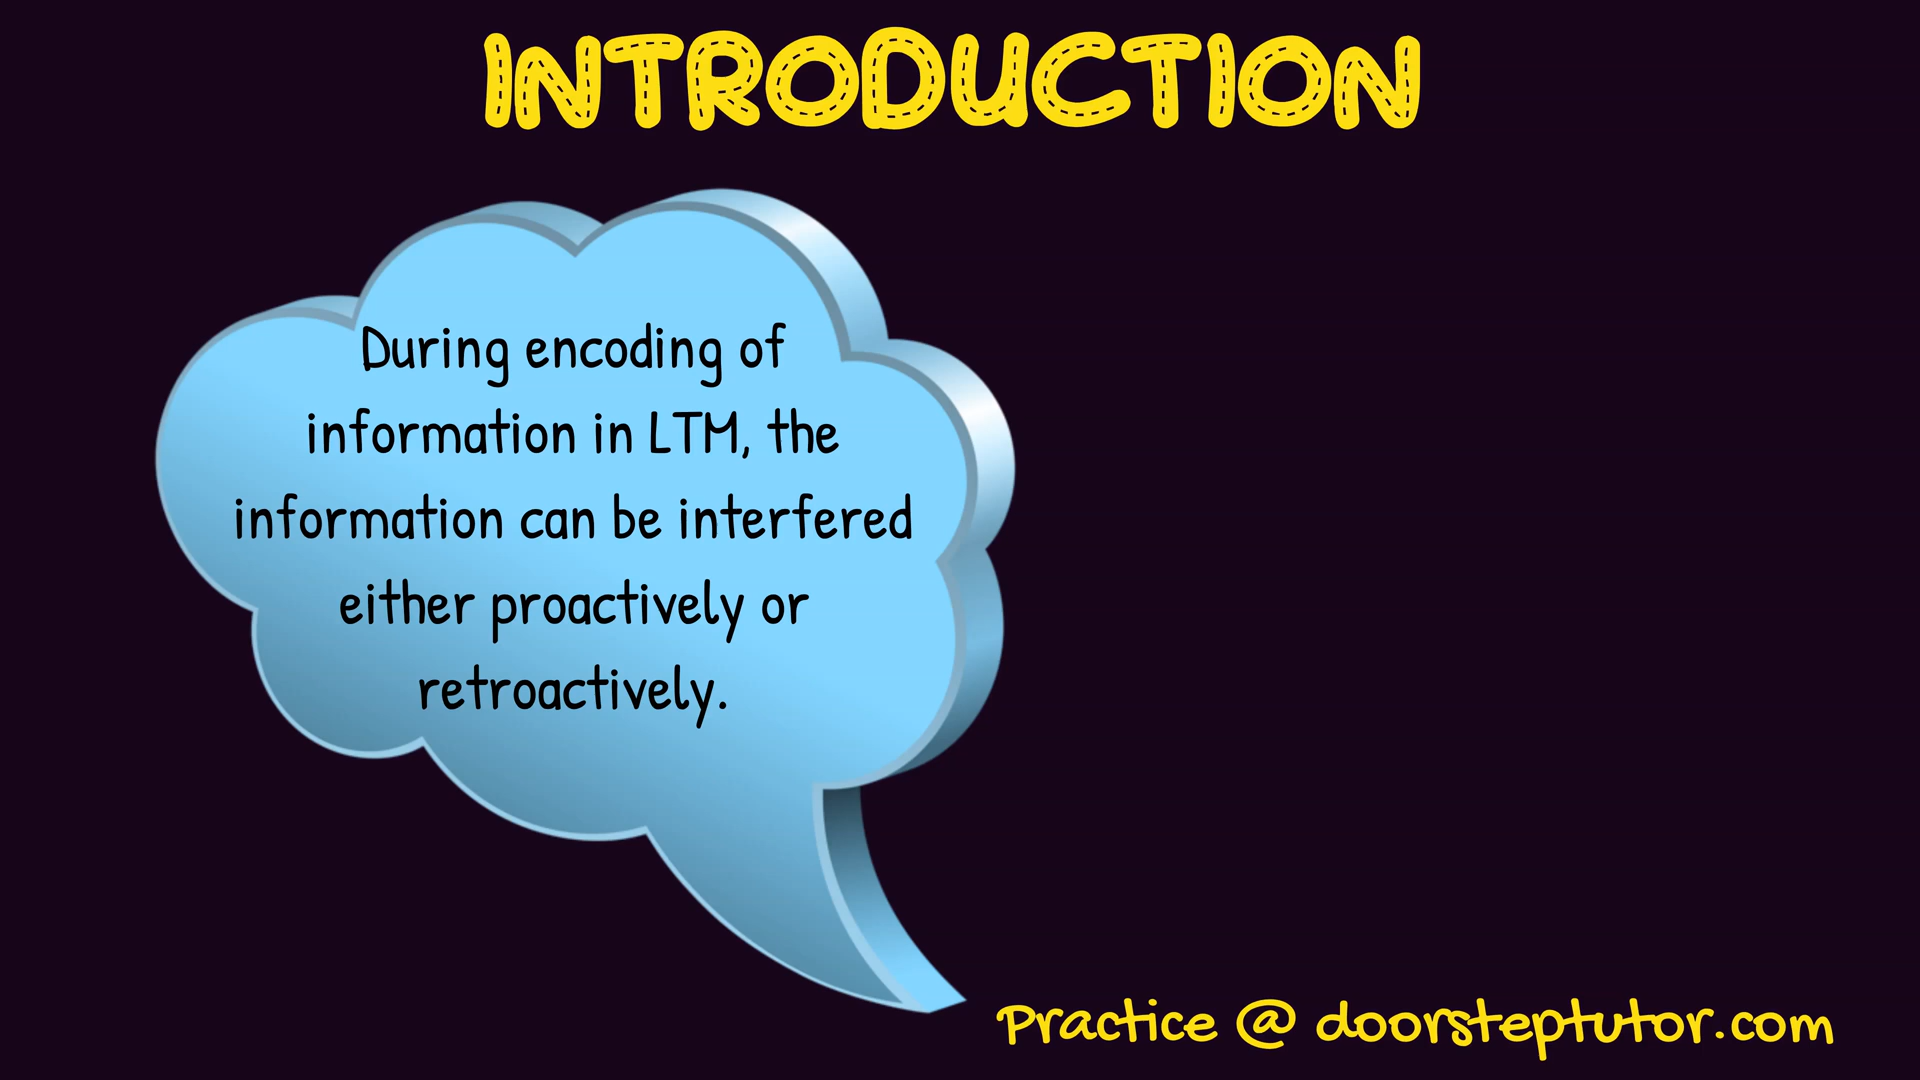 INTRODUCTION
During encoding of
information in LTM, the
information can be interfered
either proactively or
retroactively.
Practice @ doorsteptutor.com